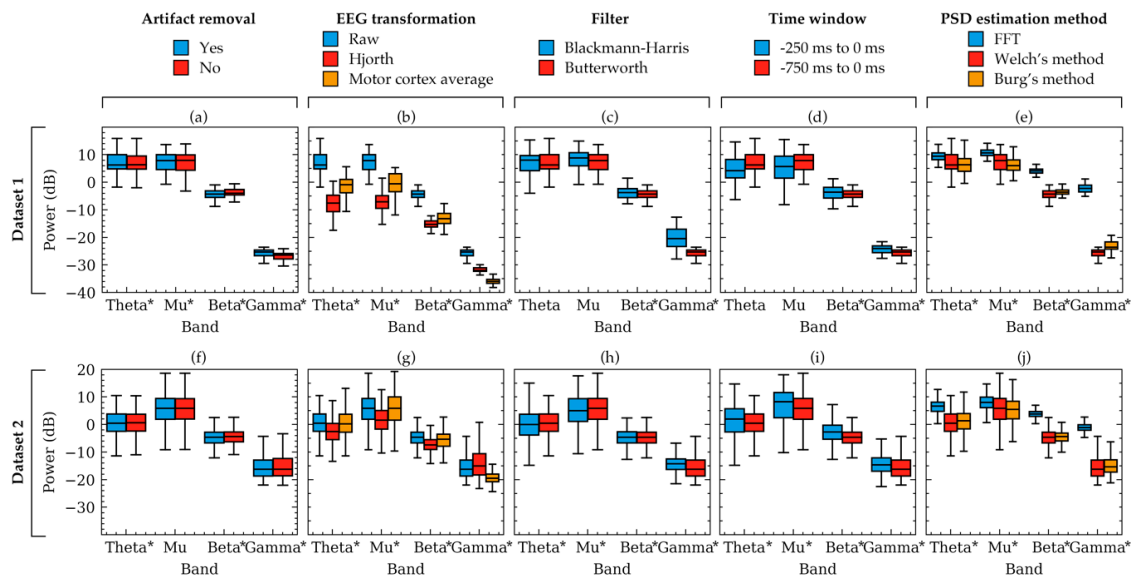 Artifact removal
Yes
No
EEG transformation
Raw
Hjorth
Motor cortex average
Filter
Blackmann-Harris
Butterworth
Time window
-250 ms to 0 ms
-750 ms to 0 ms
PSD estimation method
FFT
Welch's method
Burg's method
Dataset 1
Power (dB)
(a) (b) (c) (d) (e)
10
0
−10
−20
−30
−40
Theta* Mu* Beta* Gamma*
Band
Theta* Mu* Beta* Gamma*
Band
Theta Mu Beta* Gamma*
Band
Theta* Mu Beta* Gamma*
Band
Theta* Mu* Beta* Gamma*
Band
Dataset 2
Power (dB)
(f) (g) (h) (i) (j)
20
10
0
−10
−20
−30
Theta* Mu Beta* Gamma*
Band
Theta* Mu* Beta* Gamma*
Band
Theta* Mu* Beta* Gamma*
Band
Theta* Mu* Beta* Gamma*
Band
Theta* Mu* Beta* Gamma*
Band